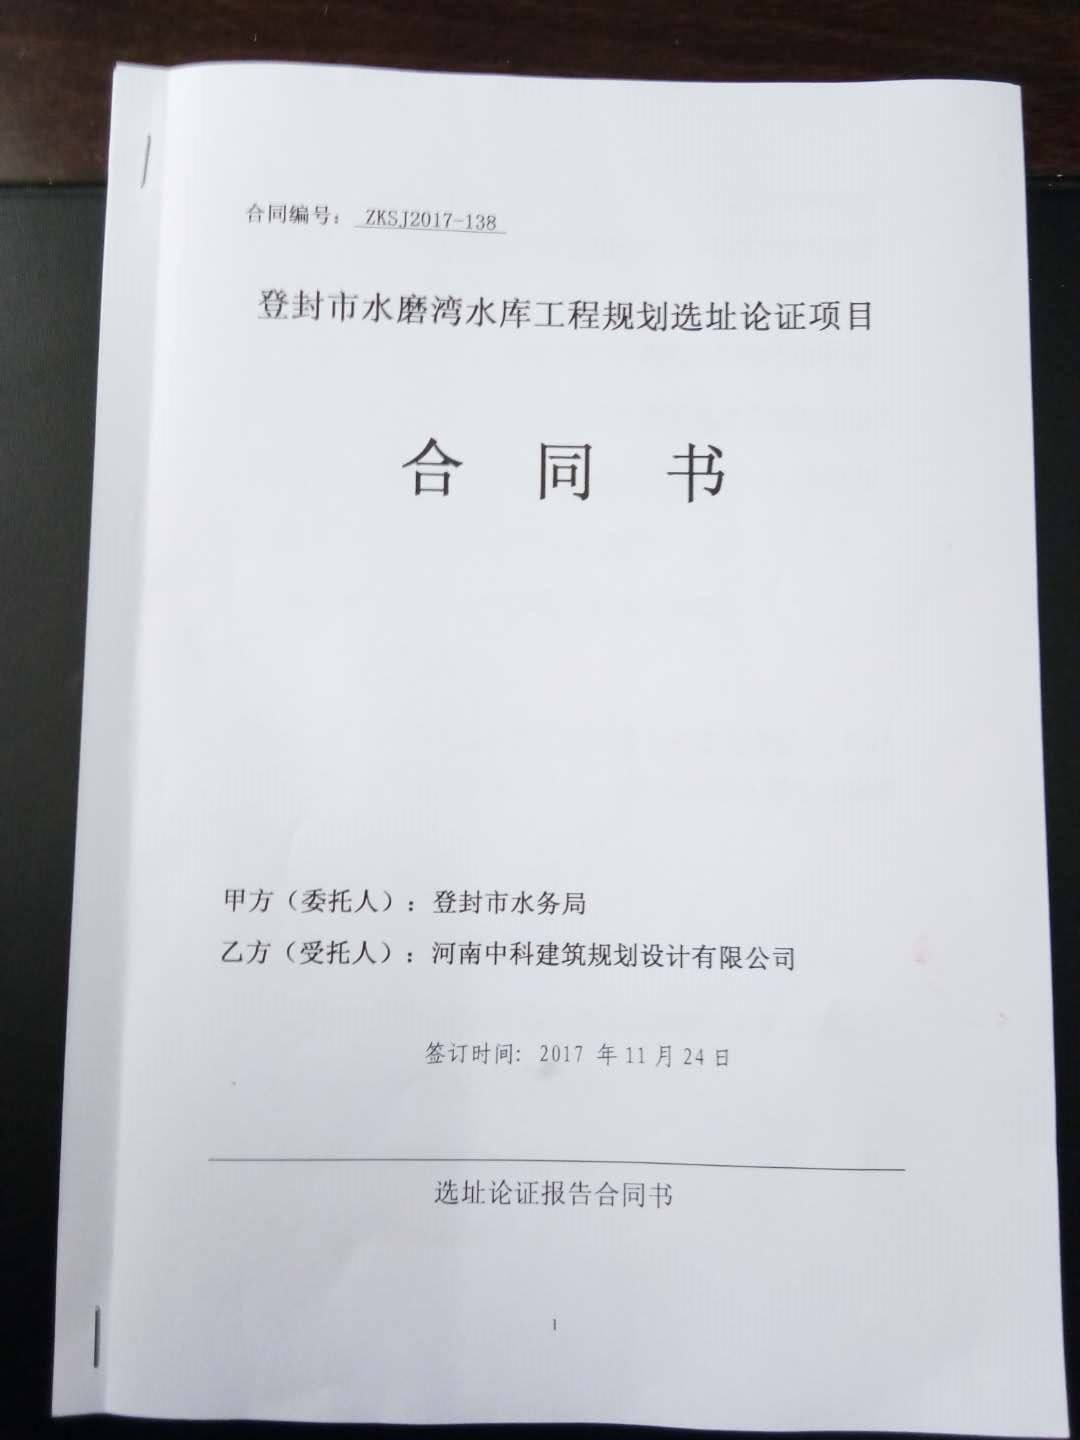 合同编号： ZKSJ2017-138
登封市水磨湾水库工程规划选址论证项目
合 同 书
甲方（委托人）：登封市水务局
乙方（受托人）：河南中科建筑规划设计有限公司
签订时间: 2017 年 11 月 24 日
选址论证报告合同书
1